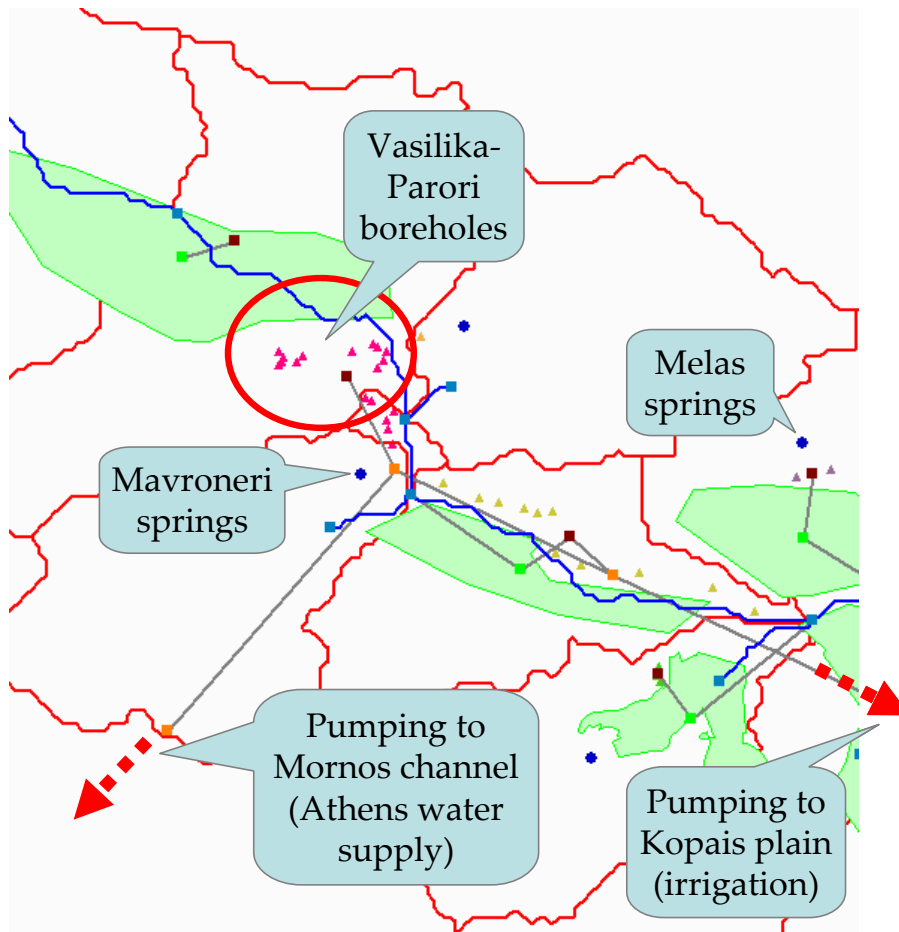 Vasilika-
Parori
boreholes
Melas
springs
Mavroneri
springs
Pumping to
Mornos channel
(Athens water
supply)
Pumping to
Kopais plain
(irrigation)